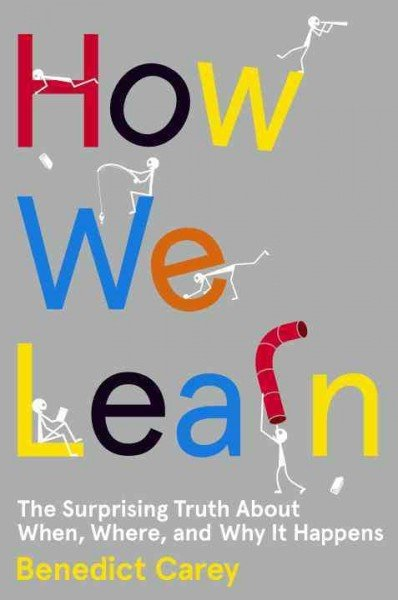 How
We
Learn
The Surprising Truth About
When, Where, and Why It Happens
Benedict Carey